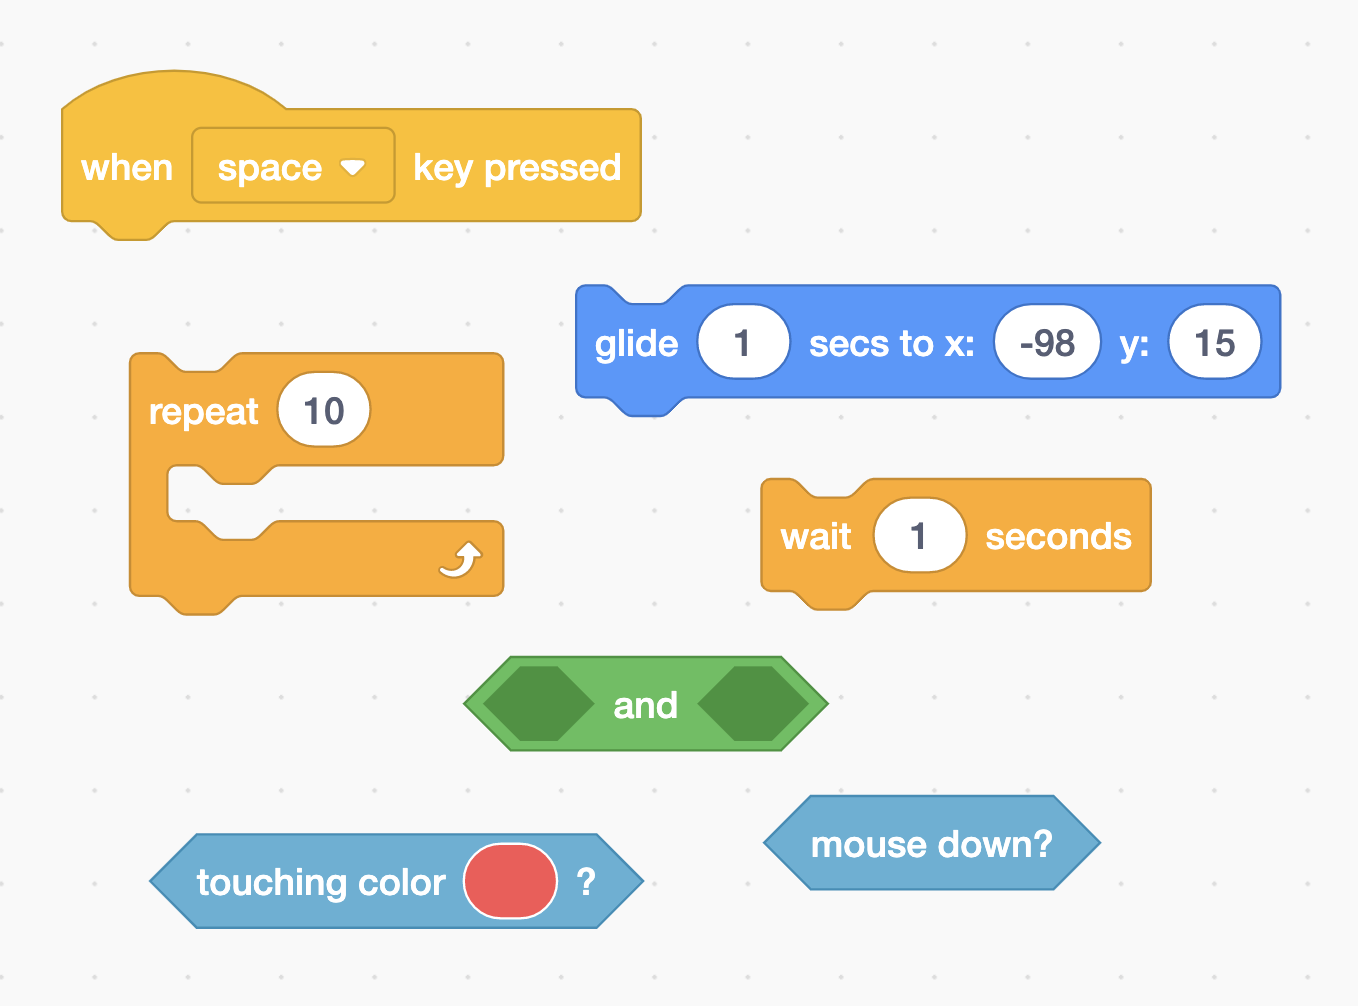 when space key pressed
glide 1 secs to x: -98 y: 15
repeat 10
wait 1 seconds
and
mouse down?
touching color ?